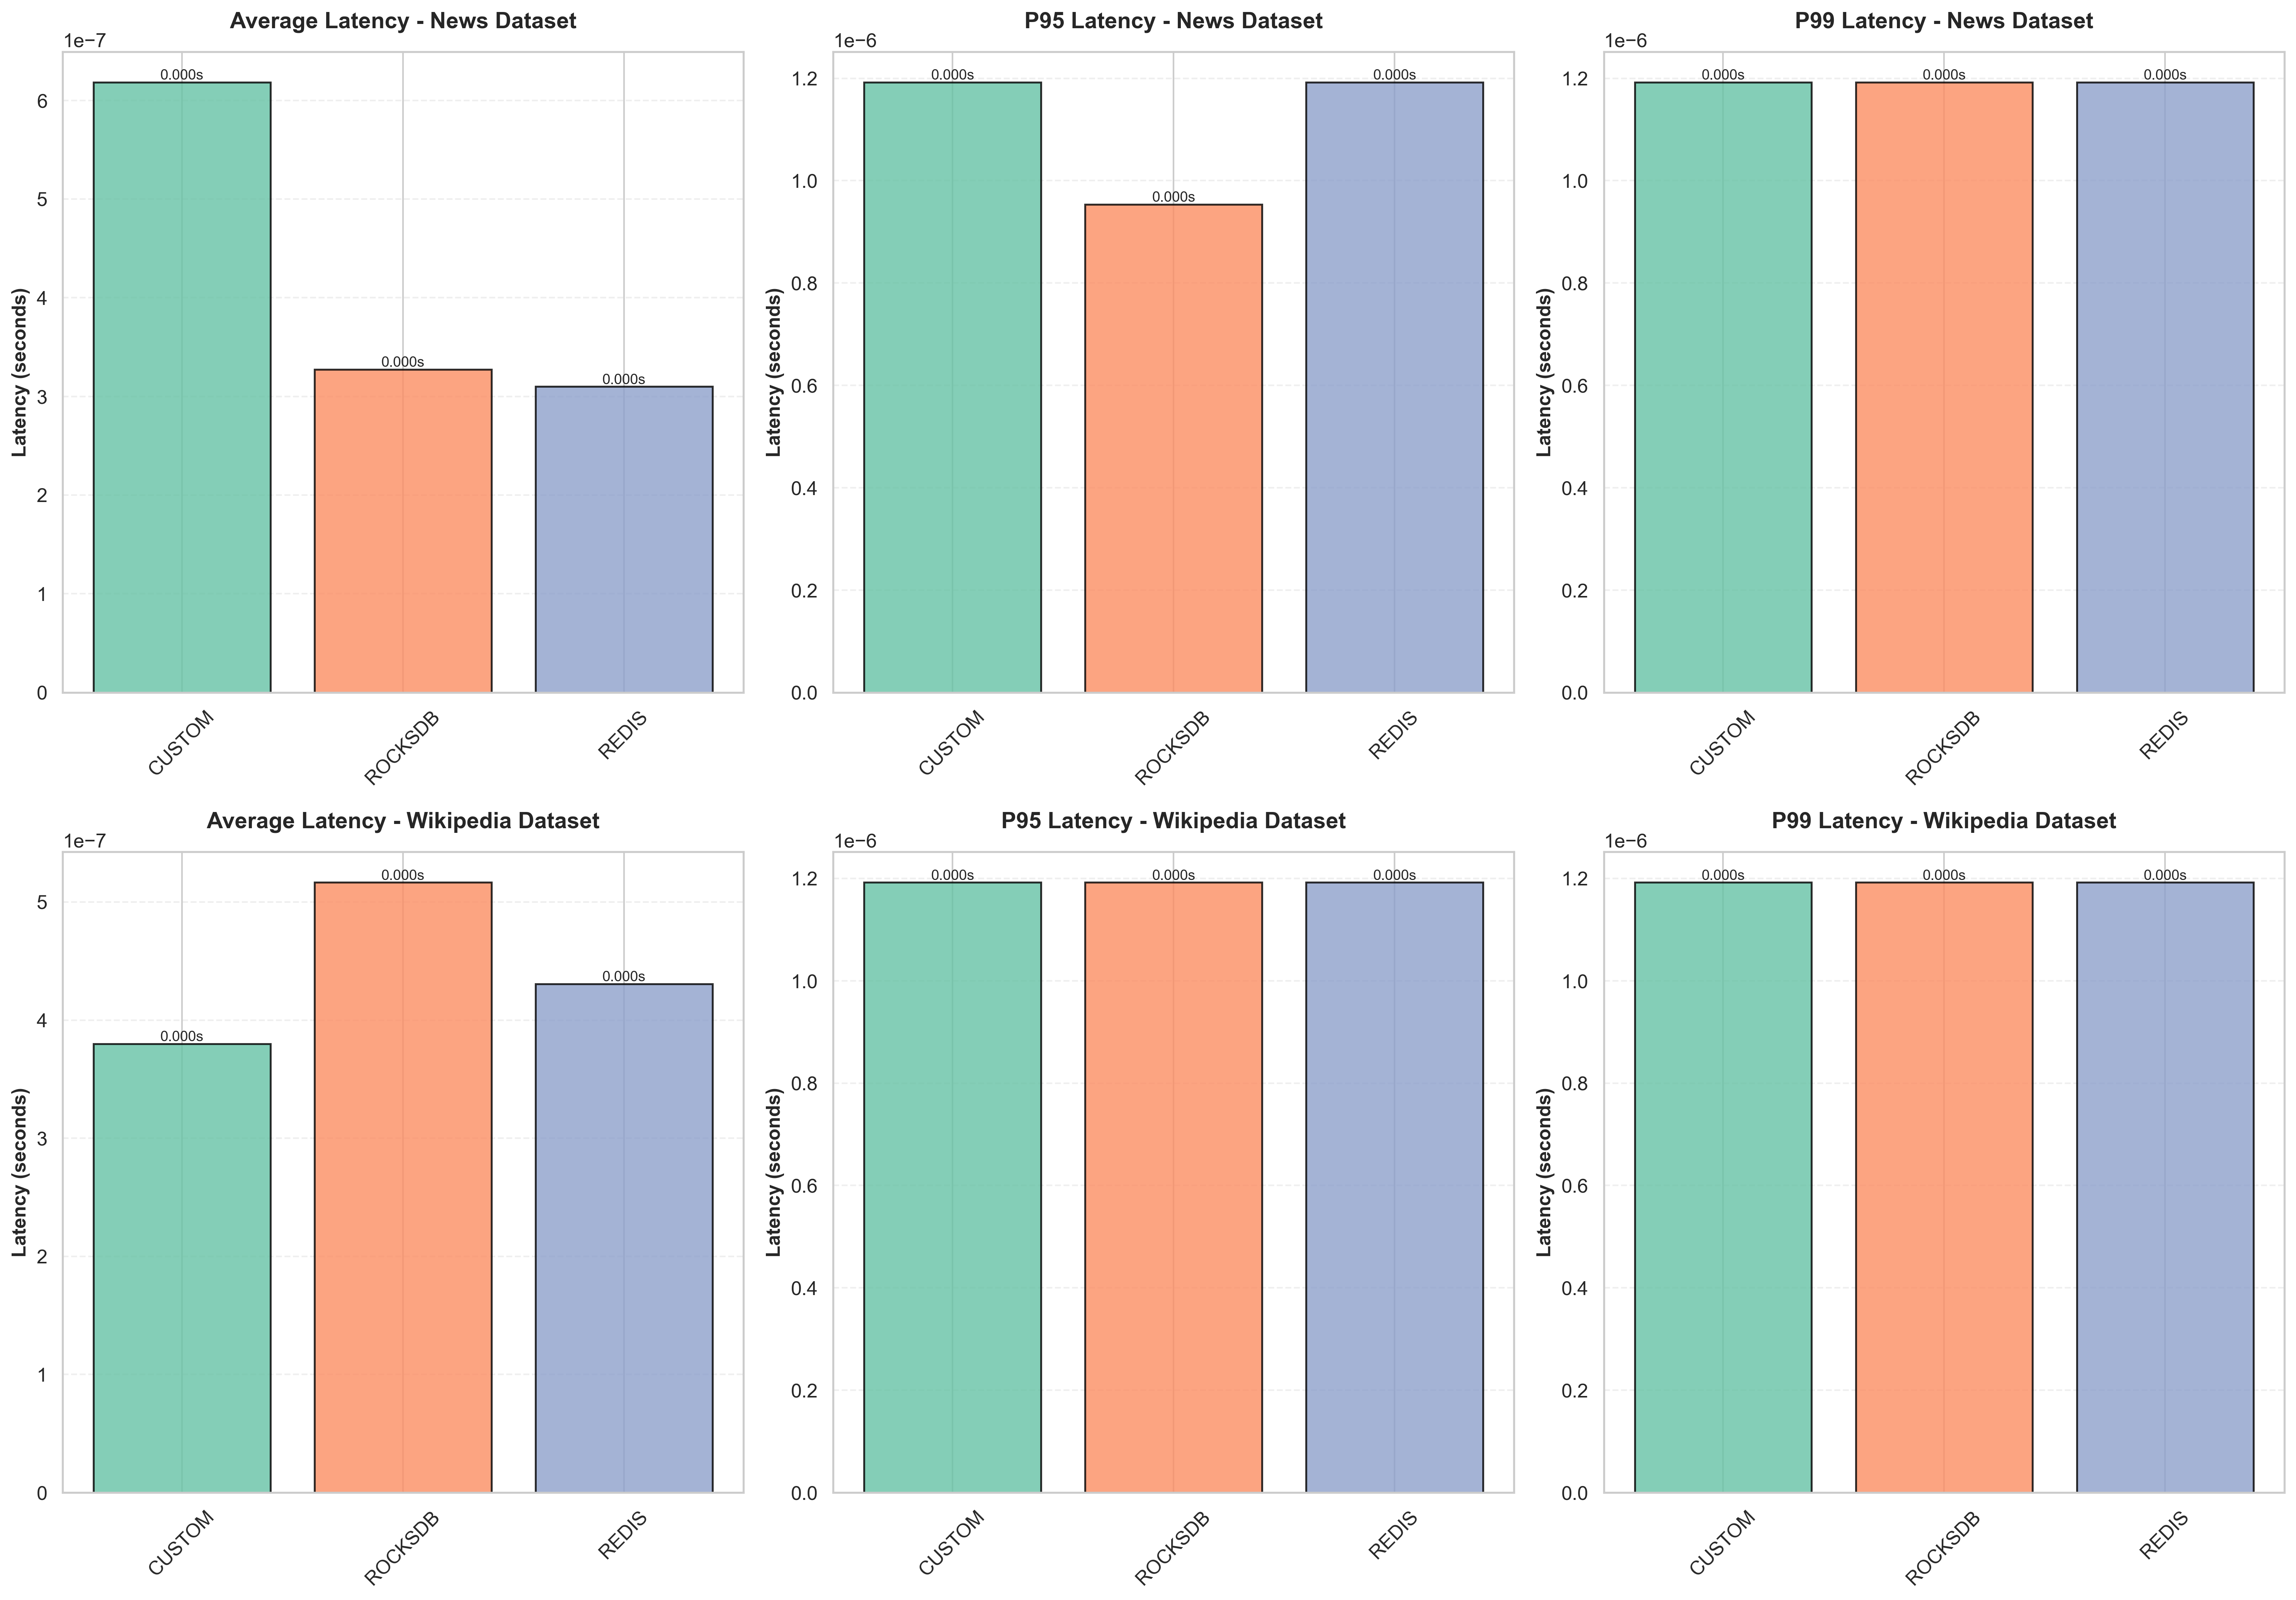 Average Latency - News Dataset
1e−7
Latency (seconds)
6
5
4
3
2
1
0
0.000s
0.000s
0.000s
CUSTOM
ROCKSDB
REDIS
P95 Latency - News Dataset
1e−6
Latency (seconds)
1.2
1.0
0.8
0.6
0.4
0.2
0.0
0.000s
0.000s
0.000s
CUSTOM
ROCKSDB
REDIS
P99 Latency - News Dataset
1e−6
Latency (seconds)
1.2
1.0
0.8
0.6
0.4
0.2
0.0
0.000s
0.000s
0.000s
CUSTOM
ROCKSDB
REDIS
Average Latency - Wikipedia Dataset
1e−7
Latency (seconds)
5
4
3
2
1
0
0.000s
0.000s
0.000s
CUSTOM
ROCKSDB
REDIS
P95 Latency - Wikipedia Dataset
1e−6
Latency (seconds)
1.2
1.0
0.8
0.6
0.4
0.2
0.0
0.000s
0.000s
0.000s
CUSTOM
ROCKSDB
REDIS
P99 Latency - Wikipedia Dataset
1e−6
Latency (seconds)
1.2
1.0
0.8
0.6
0.4
0.2
0.0
0.000s
0.000s
0.000s
CUSTOM
ROCKSDB
REDIS